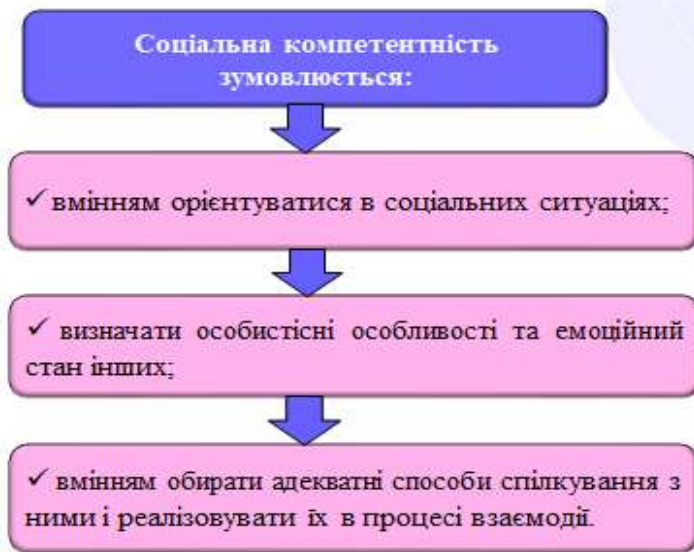 Соціальна компетентність
зумовлюється:
✓ вмінням орієнтуватися в соціальних ситуаціях;
✓ визначати особистісні особливості та емоційний
стан інших;
✓ вмінням обирати адекватні способи спілкування з
ними і реалізовувати їх в процесі взаємодії.